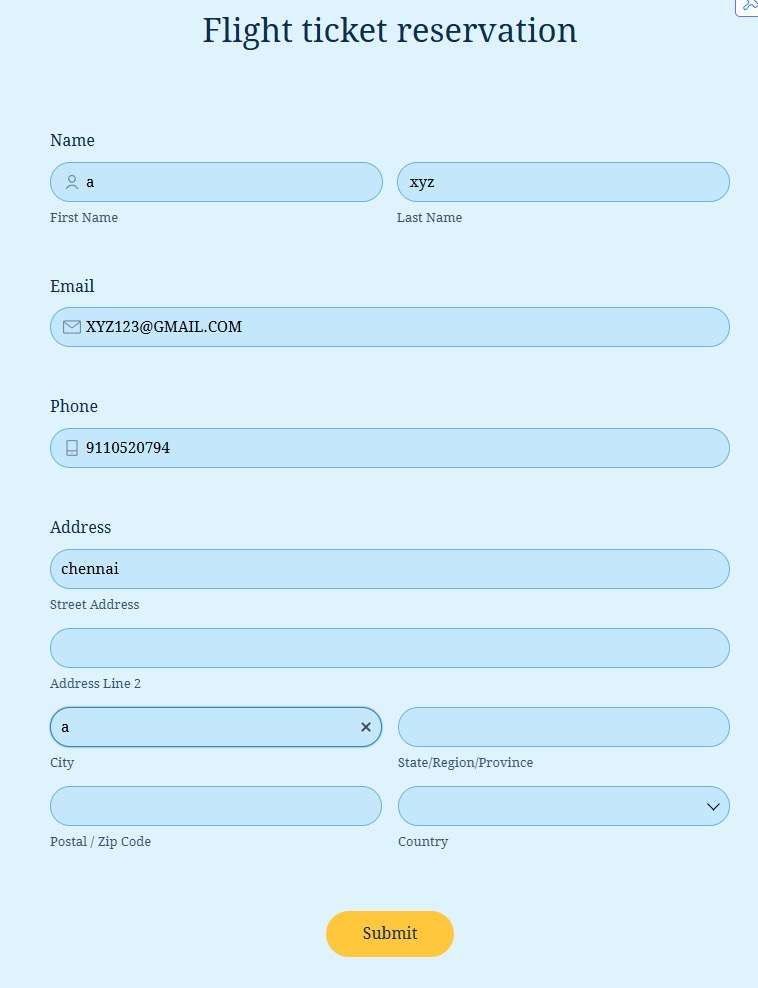 Flight ticket reservation
Name
a xyz
First Name Last Name
Email
XYZ123@GMAIL.COM
Phone
9110520794
Address
chennai
Street Address
Address Line 2
a
City State/Region/Province
Postal / Zip Code Country
Submit